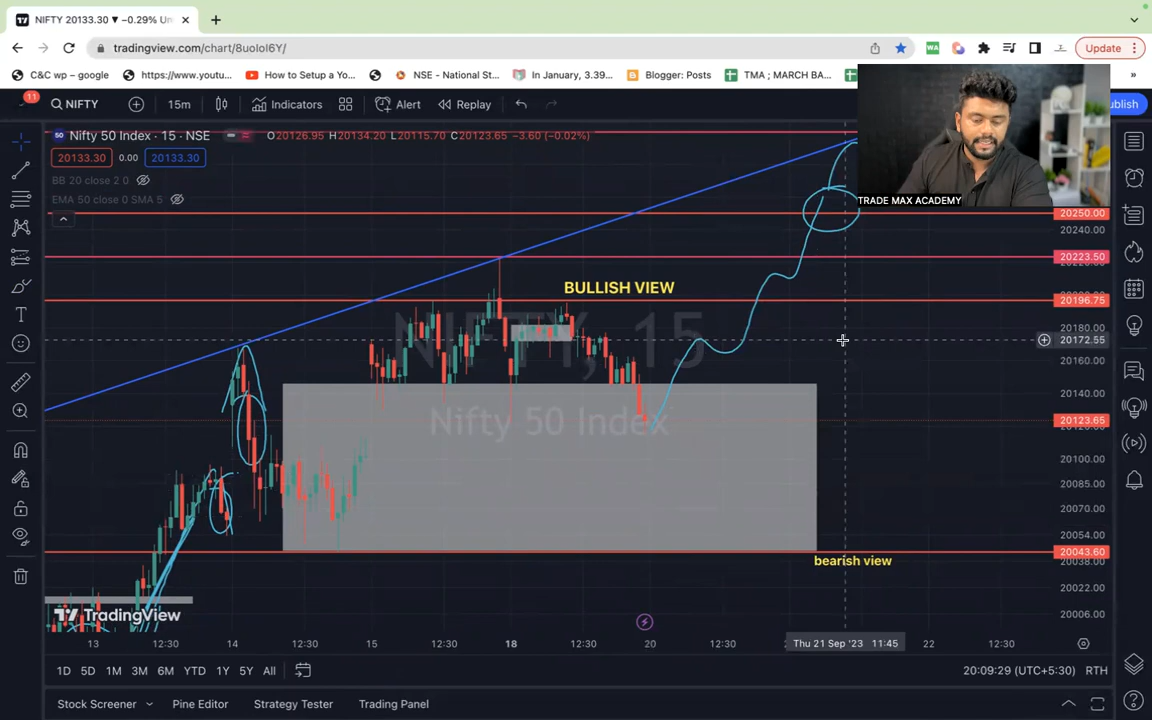 NIFTY 20133.30 ▼ −0.29% Un
tradingview.com/chart/8uolol6Y/
Update
C&C wp – google
https://www.youtu...
How to Setup a Yo...
NSE - National St...
In January, 3.39...
Blogger: Posts
TMA ; MARCH BA...
»
11
NIFTY
15m
Indicators
Alert
Replay
ublish
50 Nifty 50 Index · 15 · NSE
O20126.95 H20134.20 L20115.70 C20123.65 −3.60 (−0.02%)
20133.30 0.00 20133.30
BB 20 close 2 0
EMA 50 close 0 SMA 5
TRADE MAX ACADEMY
20250.00
20240.00
20223.50
BULLISH VIEW
20196.75
NIFTY, 15
20180.00
20172.55
20160.00
20140.00
Nifty 50 Index
20123.65
20100.00
20085.00
20070.00
20054.00
20043.60
bearish view
20038.00
20022.00
20006.00
TradingView
13 12:30 14 12:30 15 12:30 18 12:30 20 12:30 Thu 21 Sep '23 11:45 22 12:30
1D 5D 1M 3M 6M YTD 1Y 5Y All
20:09:29 (UTC+5:30) RTH
Stock Screener Pine Editor Strategy Tester Trading Panel